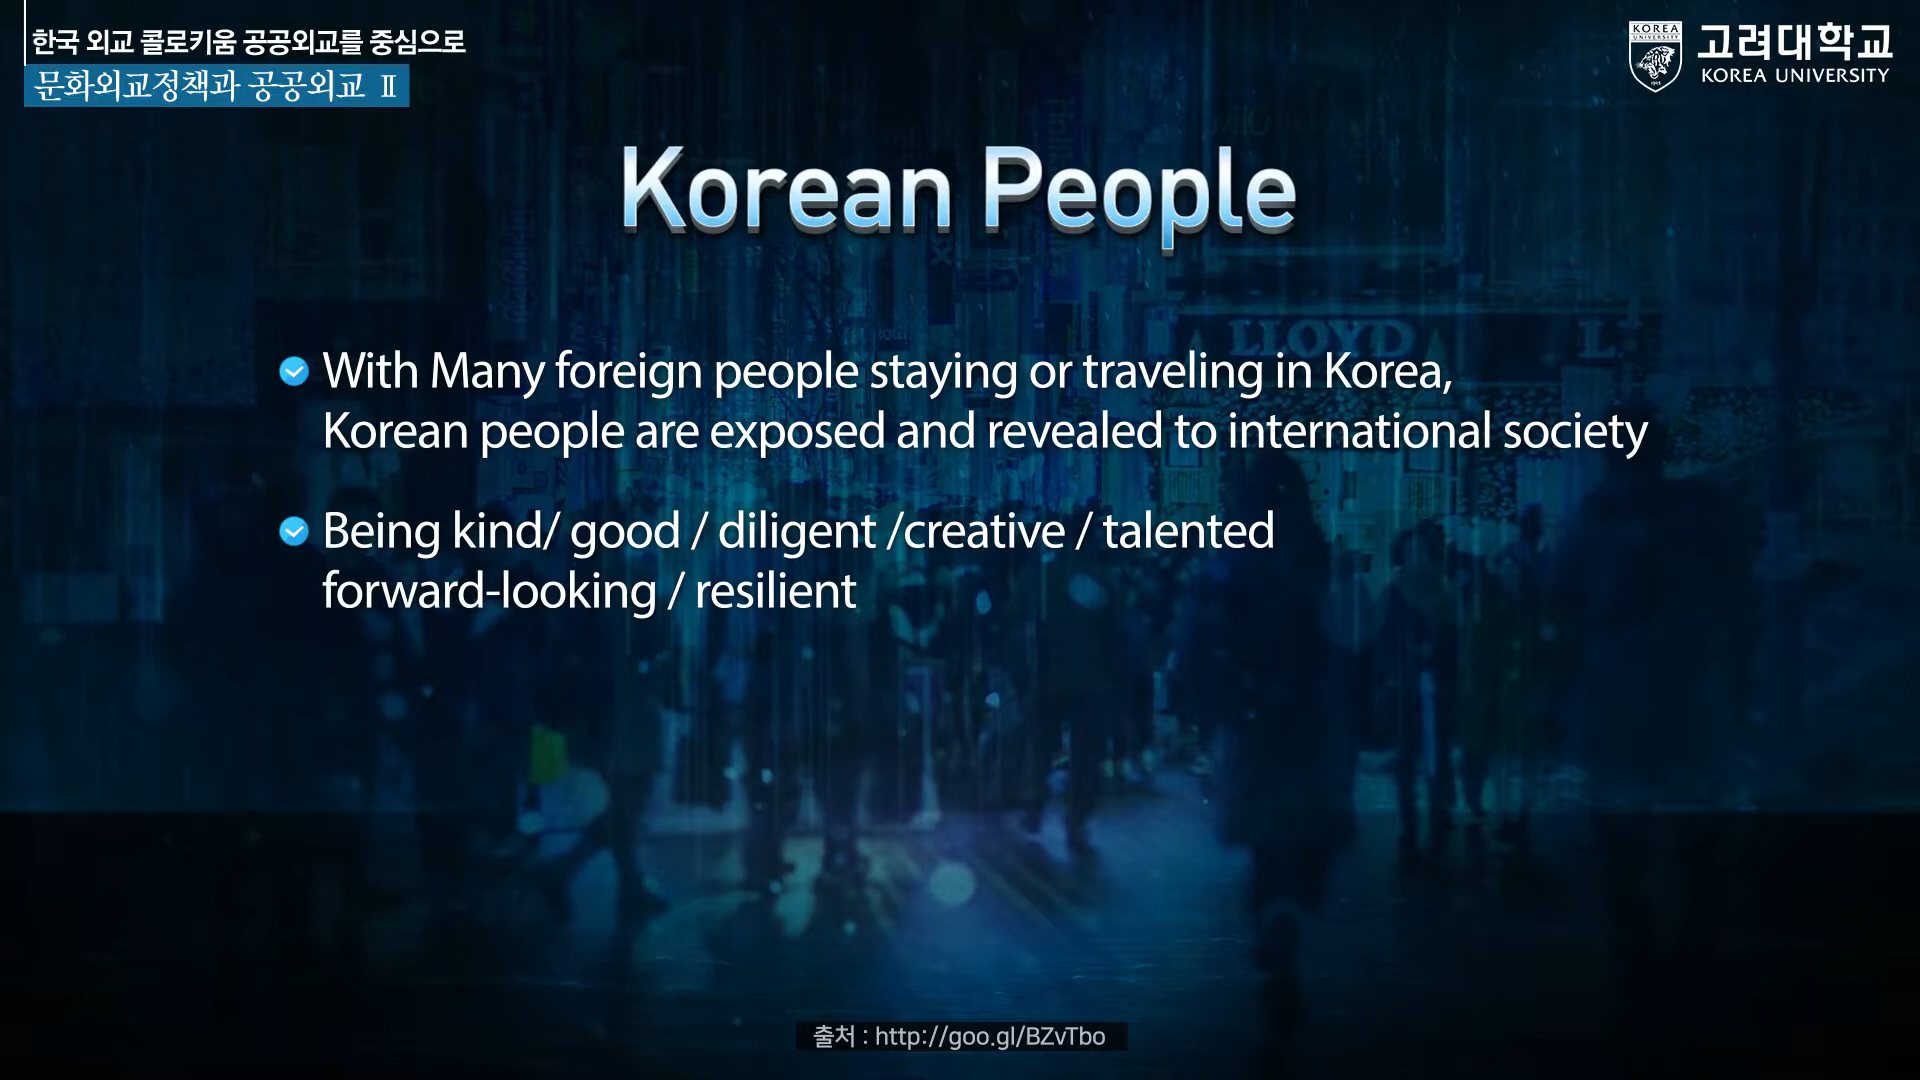 한국 외교 콜로키움 공공외교를 중심으로
문화외교정책과 공공외교 Ⅱ
KOREA
UNIVERSITY
고려대학교
KOREA UNIVERSITY
Korean People
LLOYD
With Many foreign people staying or traveling in Korea,
Korean people are exposed and revealed to international society
Being kind/ good / diligent /creative / talented
forward-looking / resilient
출처 : http://goo.gl/BZvTbo